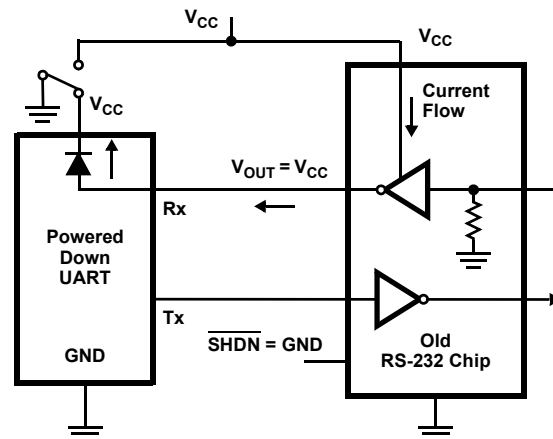 VCC
VCC
VCC
Current
Flow
VOUT = VCC
Rx
Powered
Down
UART
Tx
SHDN = GND
Old
RS-232 Chip
GND